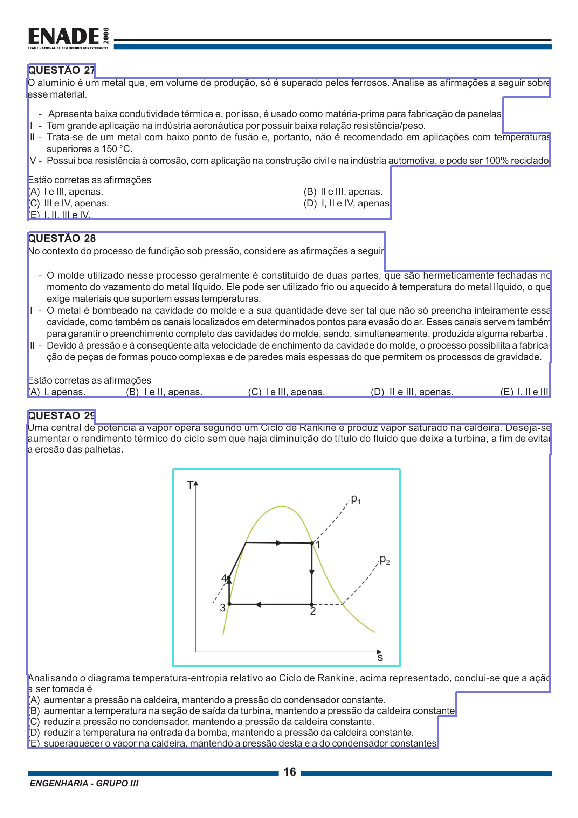 ENADE 2008
QUESTÃO 27
O alumínio é um metal que, em volume de produção, só é superado pelos ferrosos. Analise as afirmações a seguir sobre
esse material.
- Apresenta baixa condutividade térmica e, por isso, é usado como matéria-prima para fabricação de panelas.
II - Tem grande aplicação na indústria aeronáutica por possuir baixa relação resistência/peso.
III - Trata-se de um metal com baixo ponto de fusão e, portanto, não é recomendado em aplicações com temperaturas
superiores a 150 °C.
IV - Possui boa resistência à corrosão, com aplicação na construção civil e na indústria automotiva, e pode ser 100% reciclado.
Estão corretas as afirmações
(A) I e III, apenas. (B) II e III, apenas.
(C) III e IV, apenas. (D) I, II e IV, apenas.
(E) I, II, III e IV.
QUESTÃO 28
No contexto do processo de fundição sob pressão, considere as afirmações a seguir.
- O molde utilizado nesse processo geralmente é constituído de duas partes, que são hermeticamente fechadas no
momento do vazamento do metal líquido. Ele pode ser utilizado frio ou aquecido à temperatura do metal líquido, o que
exige materiais que suportem essas temperaturas.
II - O metal é bombeado na cavidade do molde e a sua quantidade deve ser tal que não só preencha inteiramente essa
cavidade, como também os canais localizados em determinados pontos para evasão do ar. Esses canais servem também
para garantir o preenchimento completo das cavidades do molde, sendo, simultaneamente, produzida alguma rebarba .
III - Devido à pressão e à conseqüente alta velocidade de enchimento da cavidade do molde, o processo possibilita a fabrica-
ção de peças de formas pouco complexas e de paredes mais espessas do que permitem os processos de gravidade.
Estão corretas as afirmações
(A) I, apenas. (B) I e II, apenas. (C) I e III, apenas. (D) II e III, apenas. (E) I, II e III.
QUESTÃO 29
Uma central de potência a vapor opera segundo um Ciclo de Rankine e produz vapor saturado na caldeira. Deseja-se
aumentar o rendimento térmico do ciclo sem que haja diminuição do título do fluido que deixa a turbina, a fim de evitar
a erosão das palhetas.
T
p1
1
p2
4
3
2
s
Analisando o diagrama temperatura-entropia relativo ao Ciclo de Rankine, acima representado, conclui-se que a ação
a ser tomada é
(A) aumentar a pressão na caldeira, mantendo a pressão do condensador constante.
(B) aumentar a temperatura na seção de saída da turbina, mantendo a pressão da caldeira constante.
(C) reduzir a pressão no condensador, mantendo a pressão da caldeira constante.
(D) reduzir a temperatura na entrada da bomba, mantendo a pressão da caldeira constante.
(E) superaquecer o vapor na caldeira, mantendo a pressão desta e a do condensador constantes.
16
ENGENHARIA - GRUPO III